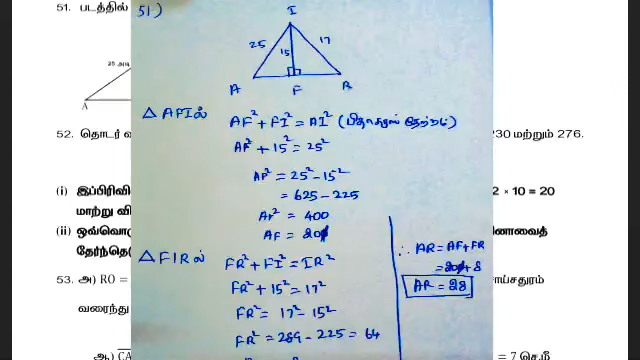 51. படத்தில்
51)
I
25
15
17
A
F
R
25 அடி
A
△ AFI ல்
AF² + FI² = AI² (பிதாகரஸ் தேற்றம்)
AF² + 15² = 25²
52. தொடர்
230 மற்றும் 276.
AF² = 25² - 15²
(i) இப்பிரிவி
= 625 - 225
2 × 10 = 20
மாற்று வி
AF² = 400
(ii) ஒவ்வொரு
னாவைத்
AF = 20
தேர்ந்தெ
△ FIR ல்
FR² + FI² = IR²
∴ AR = AF + FR
= 20 + 8
AR = 28
53. அ) RO =
FR² + 15² = 17²
சாய்சதுரம்
வரைந்து
FR² = 17² - 15²
FR² = 289 - 225 = 64
ஆ) CA
= 7 செ.மீ